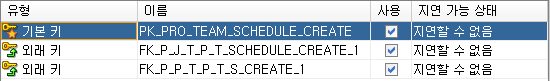 유형 이름 사용 지연 가능 상태
기본 키 PK_PRO_TEAM_SCHEDULE_CREATE 지연할 수 없음
외래 키 FK_P_J_T_P_T_SCHEDULE_CREATE_1 지연할 수 없음
외래 키 FK_P_P_T_P_T_S_CREATE_1 지연할 수 없음